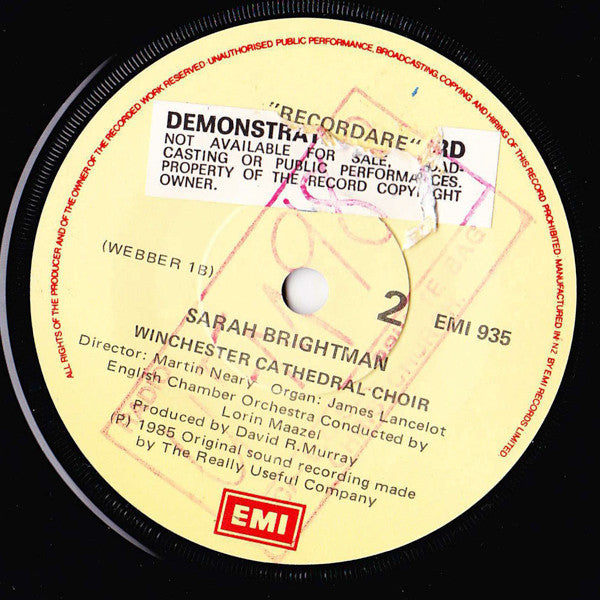 ALL RIGHTS OF THE PRODUCER AND OF THE OWNER OF THE RECORDED WORK RESERVED. UNAUTHORISED PUBLIC PERFORMANCE, BROADCASTING, COPYING AND HIRING OF THIS RECORD PROHIBITED. MANUFACTURED IN NZ BY EMI RECORDS LIMITED
"RECORDARE"
DEMONSTRAT RD
NOT AVAILABLE FOR SALE, OAD-
CASTING OR PUBLIC PERFORMANCES.
PROPERTY OF THE RECORD COPYRIGHT
OWNER.
(WEBBER 1B)
2 EMI 935
SARAH BRIGHTMAN
WINCHESTER CATHEDRAL CHOIR
Director: Martin Neary Organ: James Lancelot
English Chamber Orchestra Conducted by
Lorin Maazel
Produced by David R.Murray
(P) 1985 Original sound recording made
by The Really Useful Company
EMI